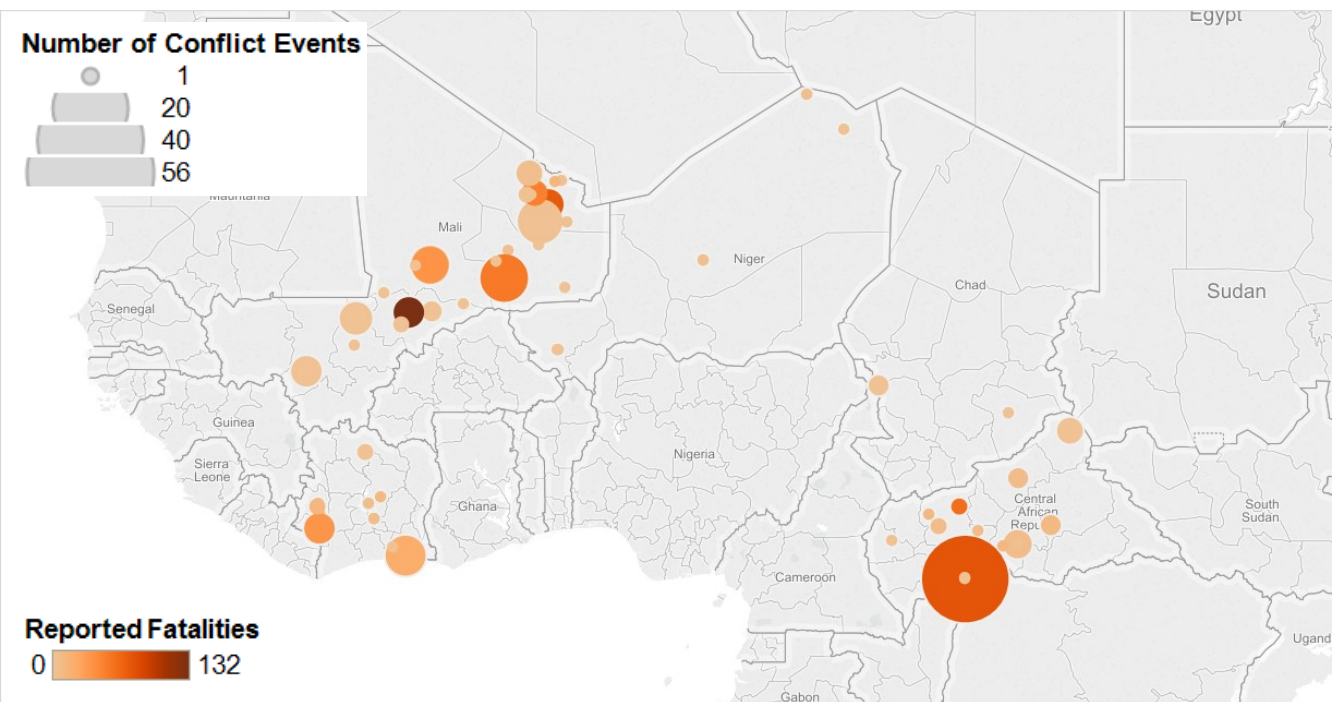 Number of Conflict Events
1
20
40
56
Egypt
Mauritania
Mali
Niger
Chad
Sudan
Senegal
Guinea
Sierra
Leone
Ghana
Nigeria
Central
African
Republic
South
Sudan
Cameroon
Gabon
Ugand
Reported Fatalities
0 132